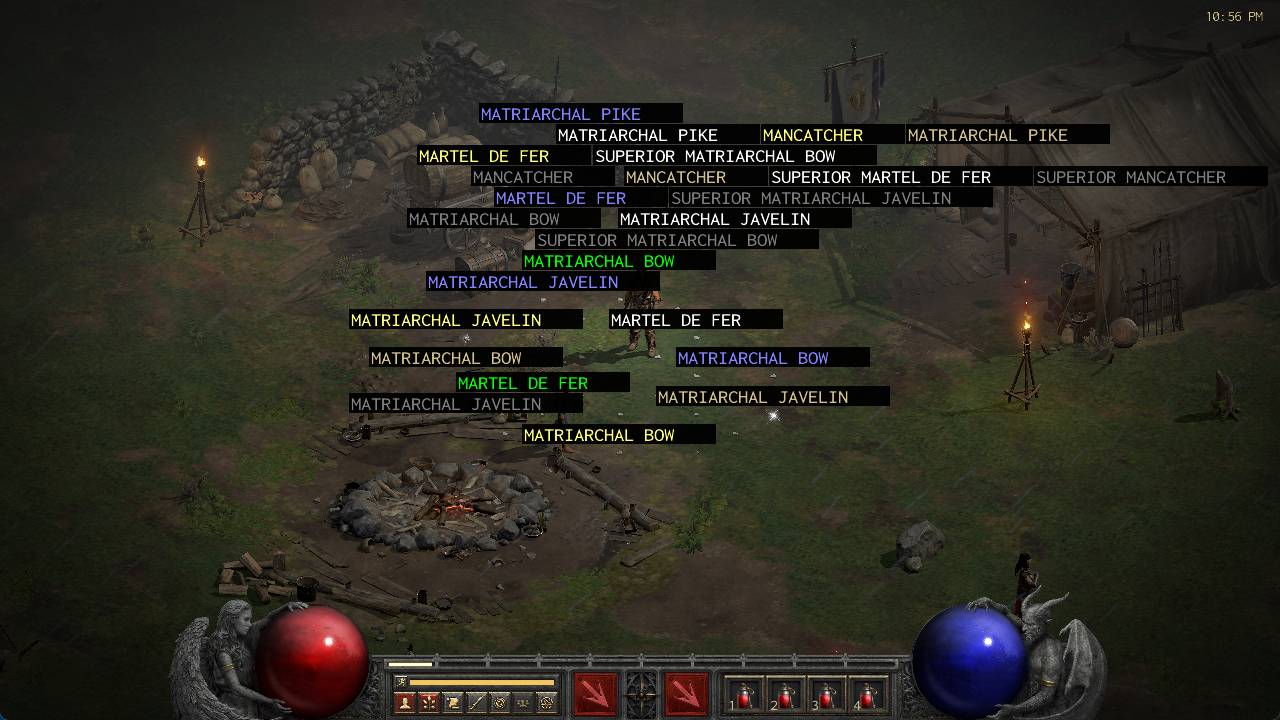 10:56 PM
MATRIARCHAL PIKE
MATRIARCHAL PIKE MANCATCHER MATRIARCHAL PIKE
MARTEL DE FER SUPERIOR MATRIARCHAL BOW
MANCATCHER MANCATCHER SUPERIOR MARTEL DE FER SUPERIOR MANCATCHER
MARTEL DE FER SUPERIOR MATRIARCHAL JAVELIN
MATRIARCHAL BOW MATRIARCHAL JAVELIN
SUPERIOR MATRIARCHAL BOW
MATRIARCHAL BOW
MATRIARCHAL JAVELIN
MATRIARCHAL JAVELIN MARTEL DE FER
MATRIARCHAL BOW MATRIARCHAL BOW
MARTEL DE FER
MATRIARCHAL JAVELIN
MATRIARCHAL JAVELIN
MATRIARCHAL BOW
1 2 3 4